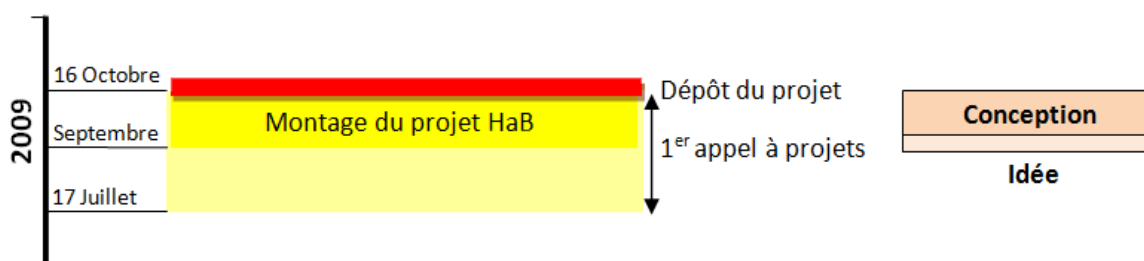 2009
16 Octobre
Septembre
17 Juillet
Montage du projet HaB
Dépôt du projet
1er appel à projets
Conception
Idée